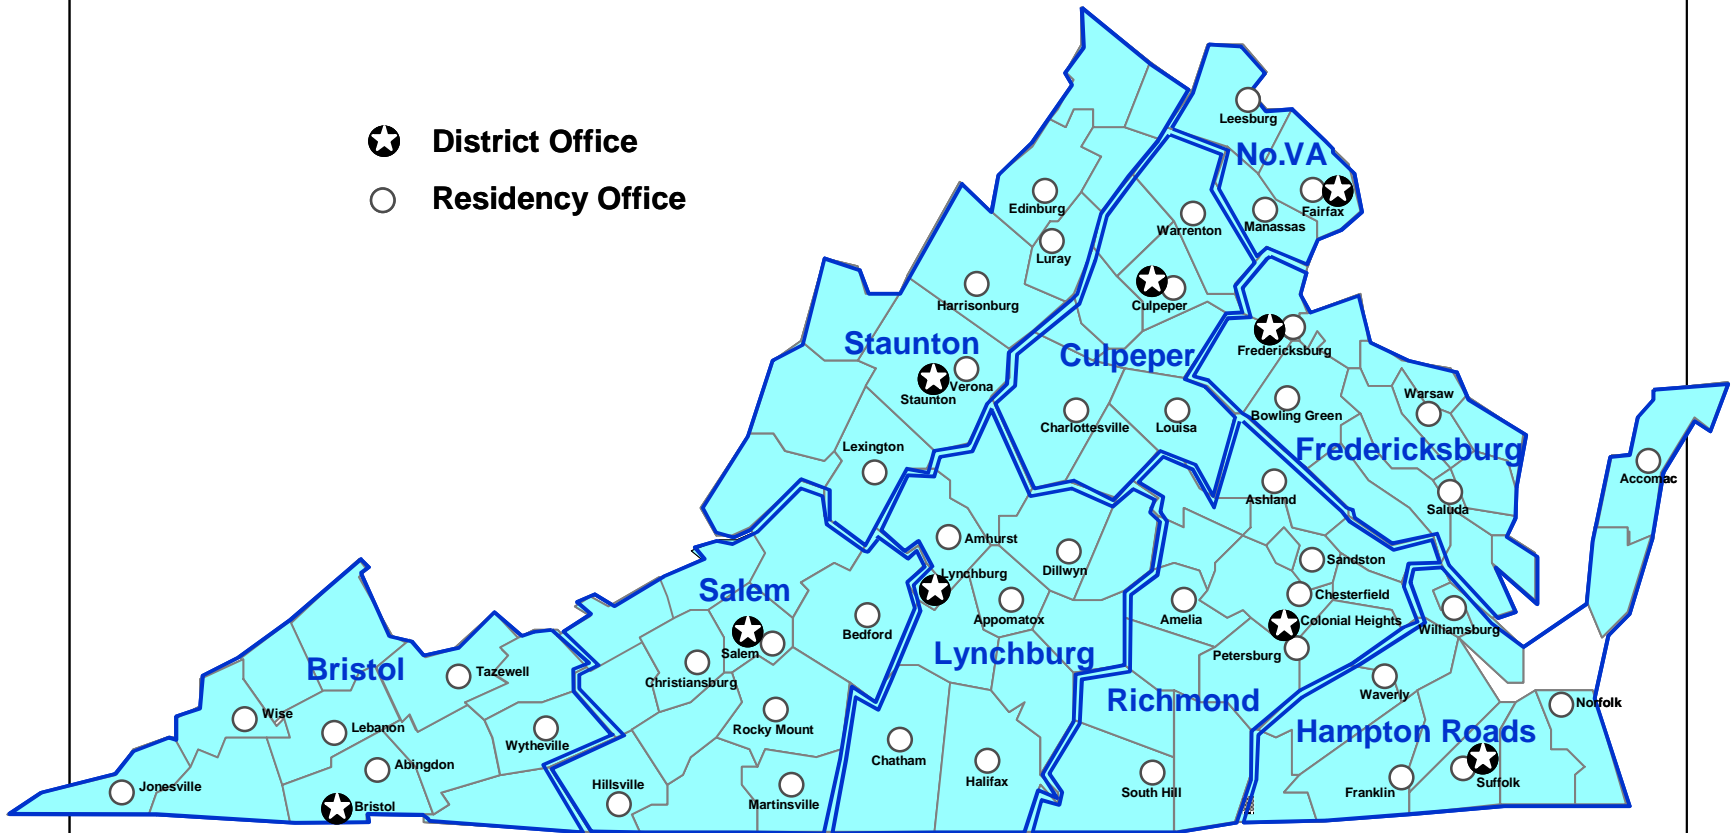 District Office
Residency Office
Leesburg
No.VA
Fairfax
Manassas
Edinburg
Warrenton
Luray
Harrisonburg
Culpeper
Staunton
Culpeper
Fredericksburg
Verona
Staunton
Warsaw
Bowling Green
Charlottesville
Louisa
Lexington
Fredericksburg
Accomac
Ashland
Saluda
Amhurst
Sandston
Dillwyn
Lynchburg
Salem
Chesterfield
Appomatox
Amelia
Colonial Heights
Williamsburg
Bedford
Salem
Petersburg
Lynchburg
Bristol
Tazewell
Christiansburg
Waverly
Richmond
Norfolk
Wise
Lebanon
Rocky Mount
Hampton Roads
Wytheville
Chatham
Abingdon
Halifax
Jonesville
Hillsville
South Hill
Franklin
Suffolk
Bristol
Martinsville